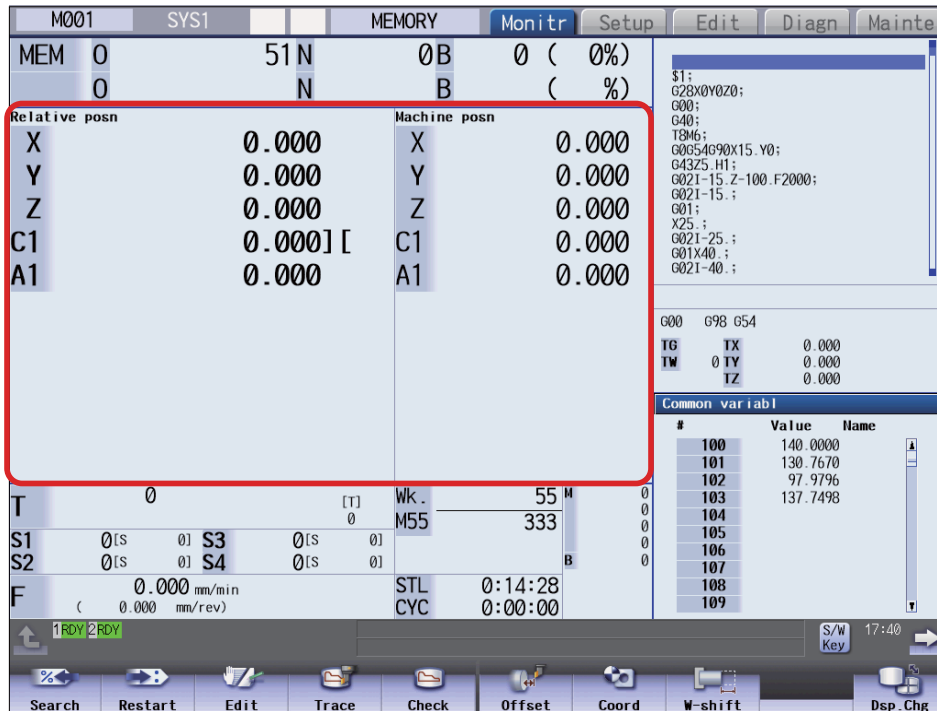 M001 SYS1 MEMORY Monitr Setup Edit Diagn Mainte
MEM O 51 N 0 B 0 ( 0%)
O N B ( %)
Relative posn Machine posn
X 0.000 X 0.000
Y 0.000 Y 0.000
Z 0.000 Z 0.000
C1 0.000][ C1 0.000
A1 0.000 A1 0.000
$1;
G28X0Y0Z0;
G00;
G40;
T8M6;
G0G54G90X15.Y0;
G43Z5.H1;
G02I-15.Z-100.F2000;
G02I-15.;
G01;
X25.;
G02I-25.;
G01X40.;
G02I-40.;
G00 G98 G54
TG TX 0.000
TW 0 TY 0.000
TZ 0.000
Common variabl
# Value Name
100 140.0000
101 130.7670
102 97.9796
103 137.7498
104
105
106
107
108
109
T 0 [T] 0
S1 0[S 0] S3 0[S 0]
S2 0[S 0] S4 0[S 0]
F 0.000 mm/min
( 0.000 mm/rev)
Wk. 55 M 0
M55 333 0
0
0
B 0
STL 0:14:28
CYC 0:00:00
1RDY 2RDY S/W Key 17:40
Search Restart Edit Trace Check Offset Coord W-shift Dsp.Chg